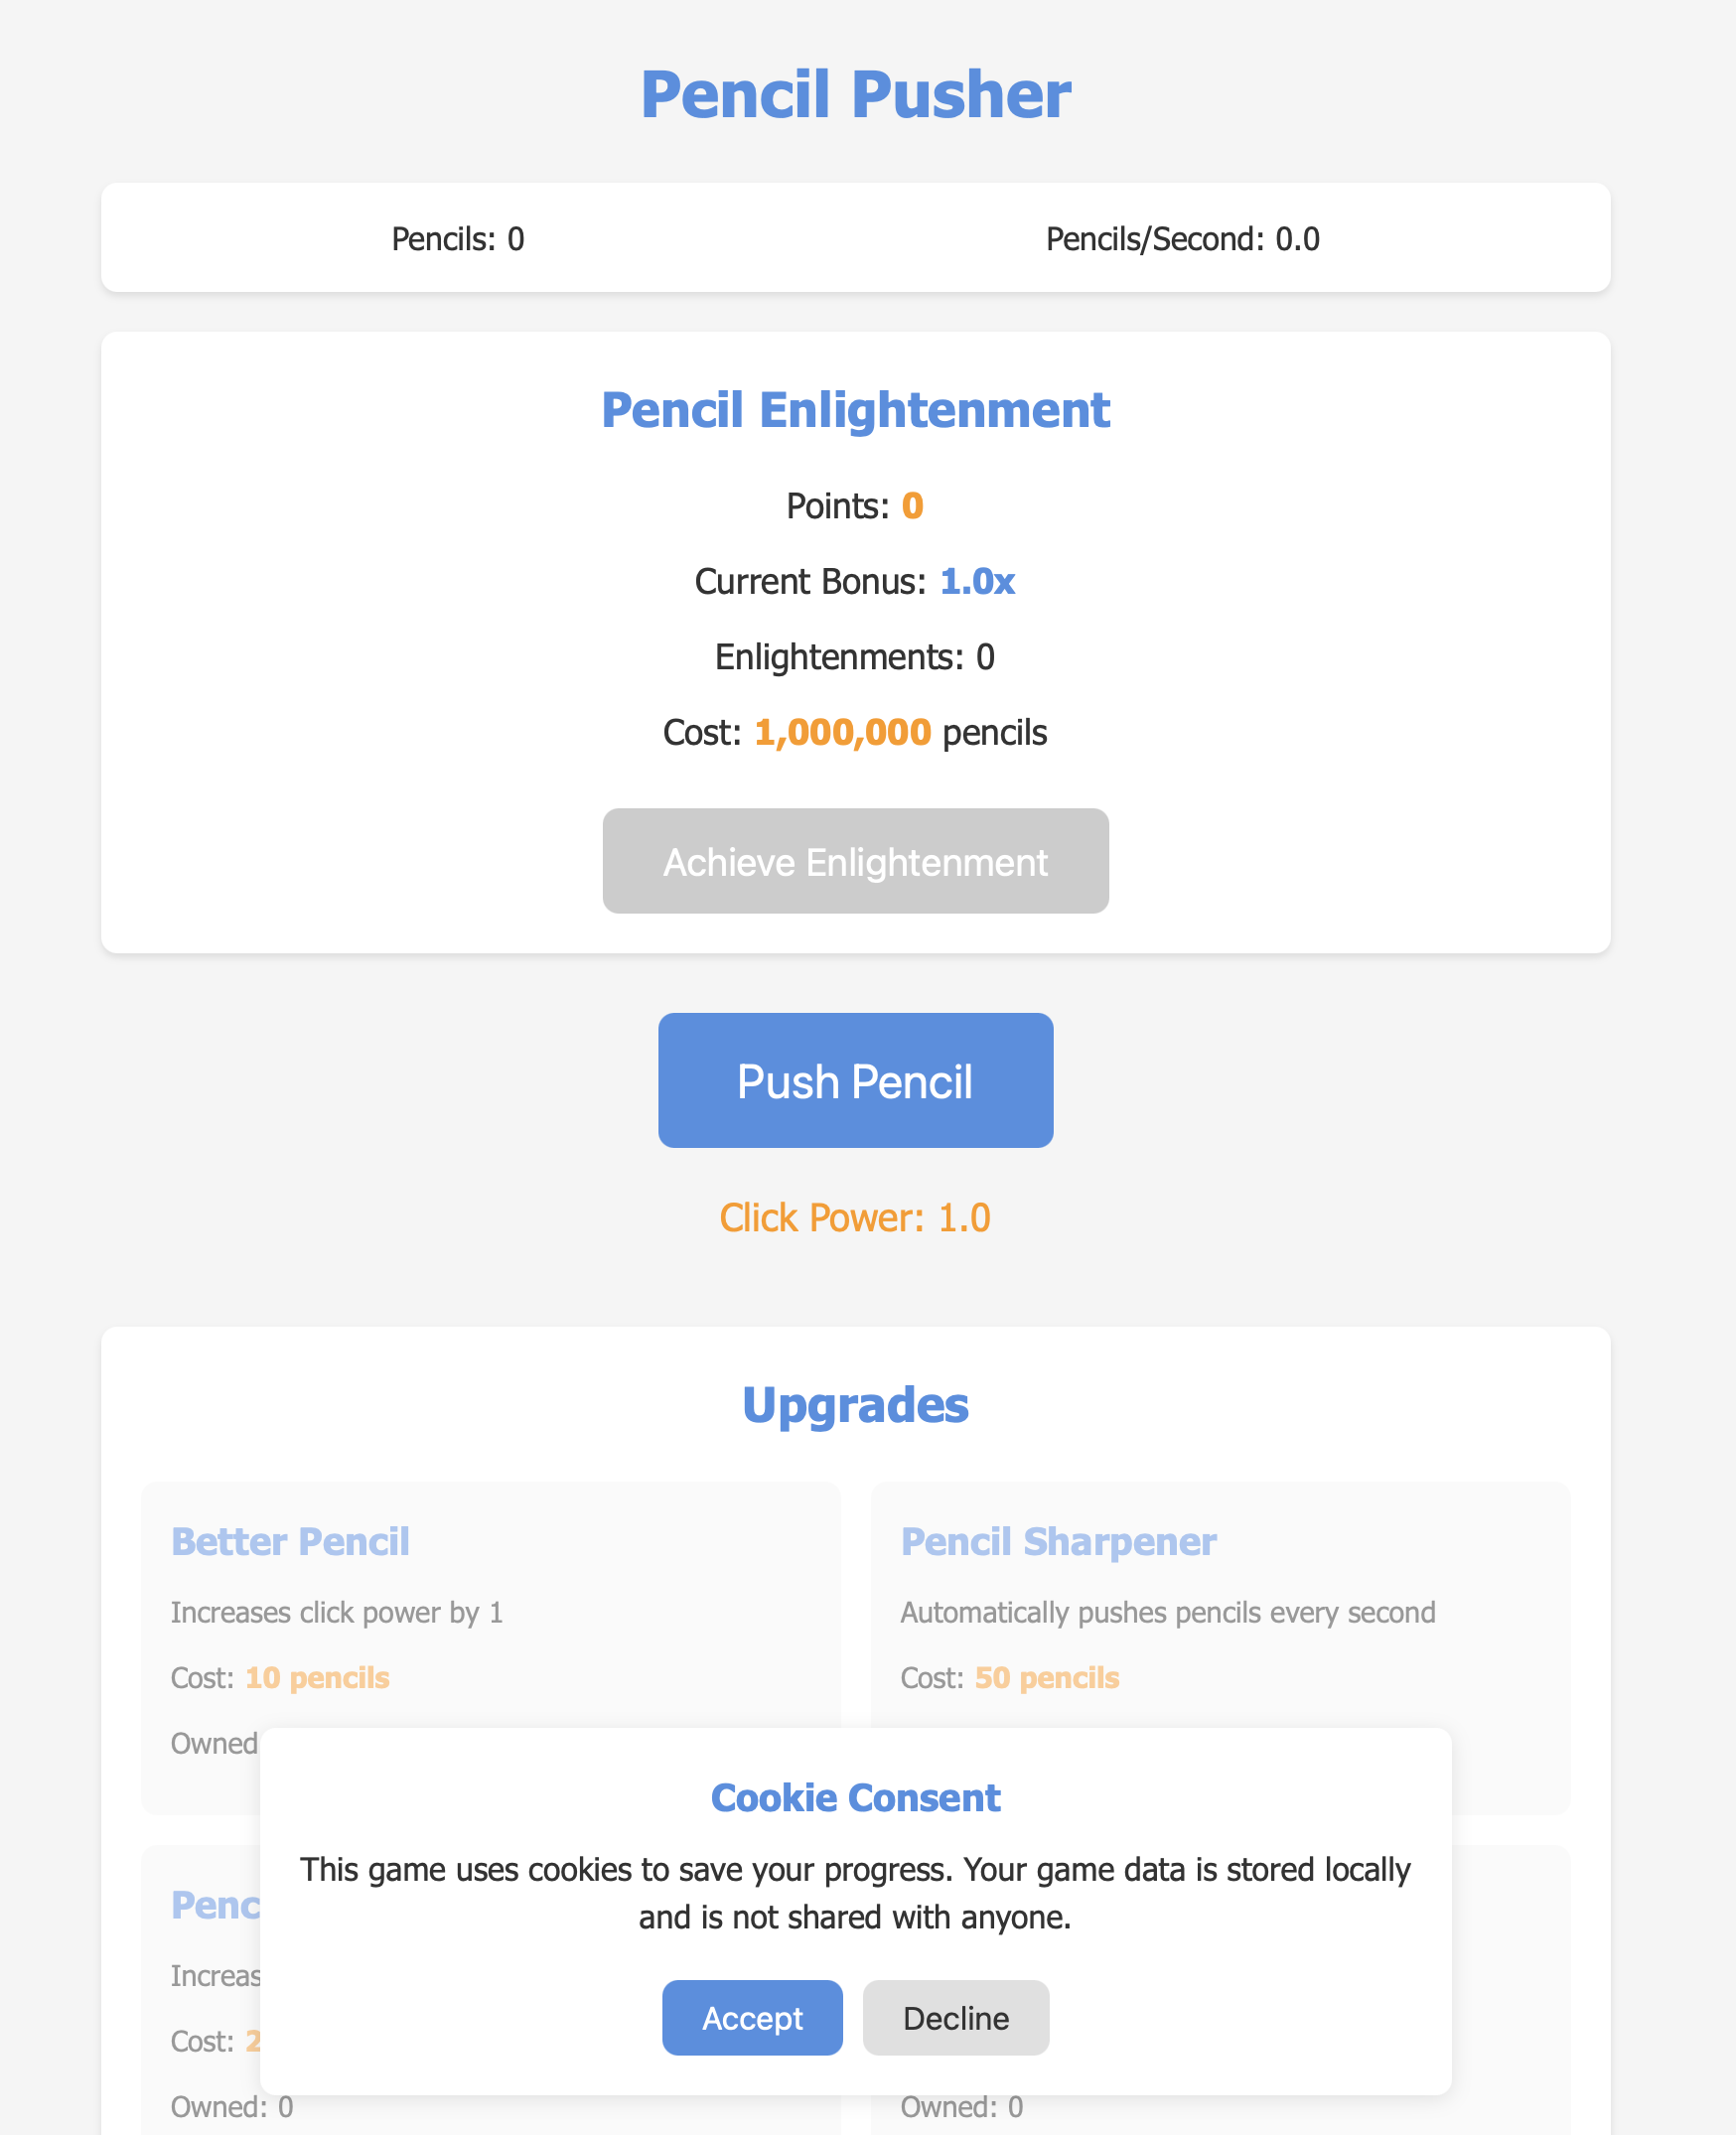 Pencil Pusher
Pencils: 0
Pencils/Second: 0.0
Pencil Enlightenment
Points: 0
Current Bonus: 1.0x
Enlightenments: 0
Cost: 1,000,000 pencils
Achieve Enlightenment
Push Pencil
Click Power: 1.0
Upgrades
Better Pencil
Increases click power by 1
Cost: 10 pencils
Owned
Pencil Sharpener
Automatically pushes pencils every second
Cost: 50 pencils
Cost:
Owned: 0
Owned: 0
Cookie Consent
This game uses cookies to save your progress. Your game data is stored locally
and is not shared with anyone.
Accept
Decline